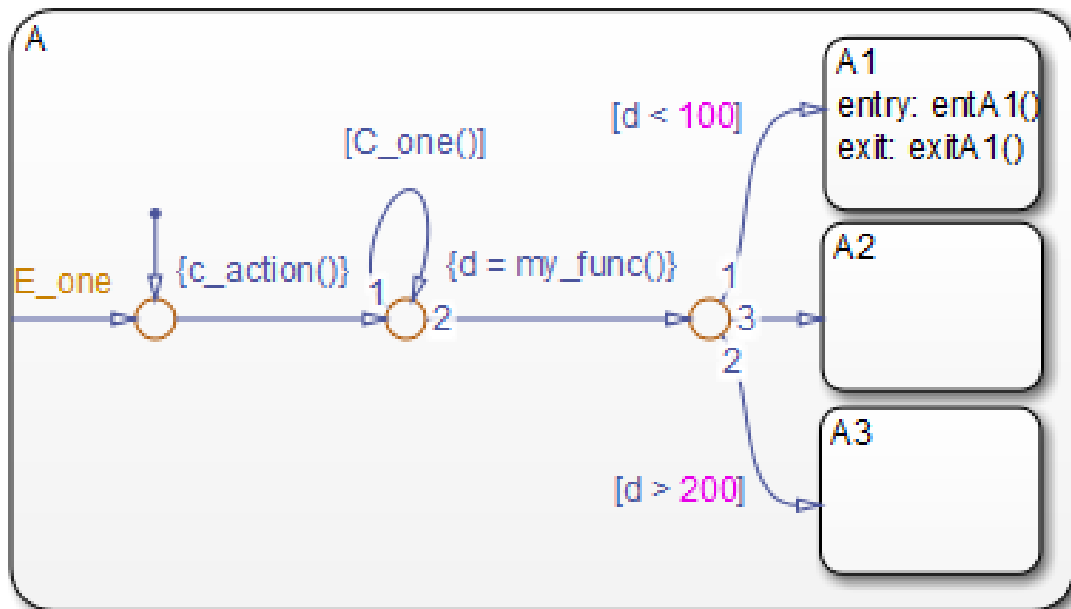 A
A1
entry: entA1()
exit: exitA1()
[d < 100]
[C_one()]
E_one
{c_action()}
1
{d = my_func()}
1
2
3
A2
2
A3
[d > 200]